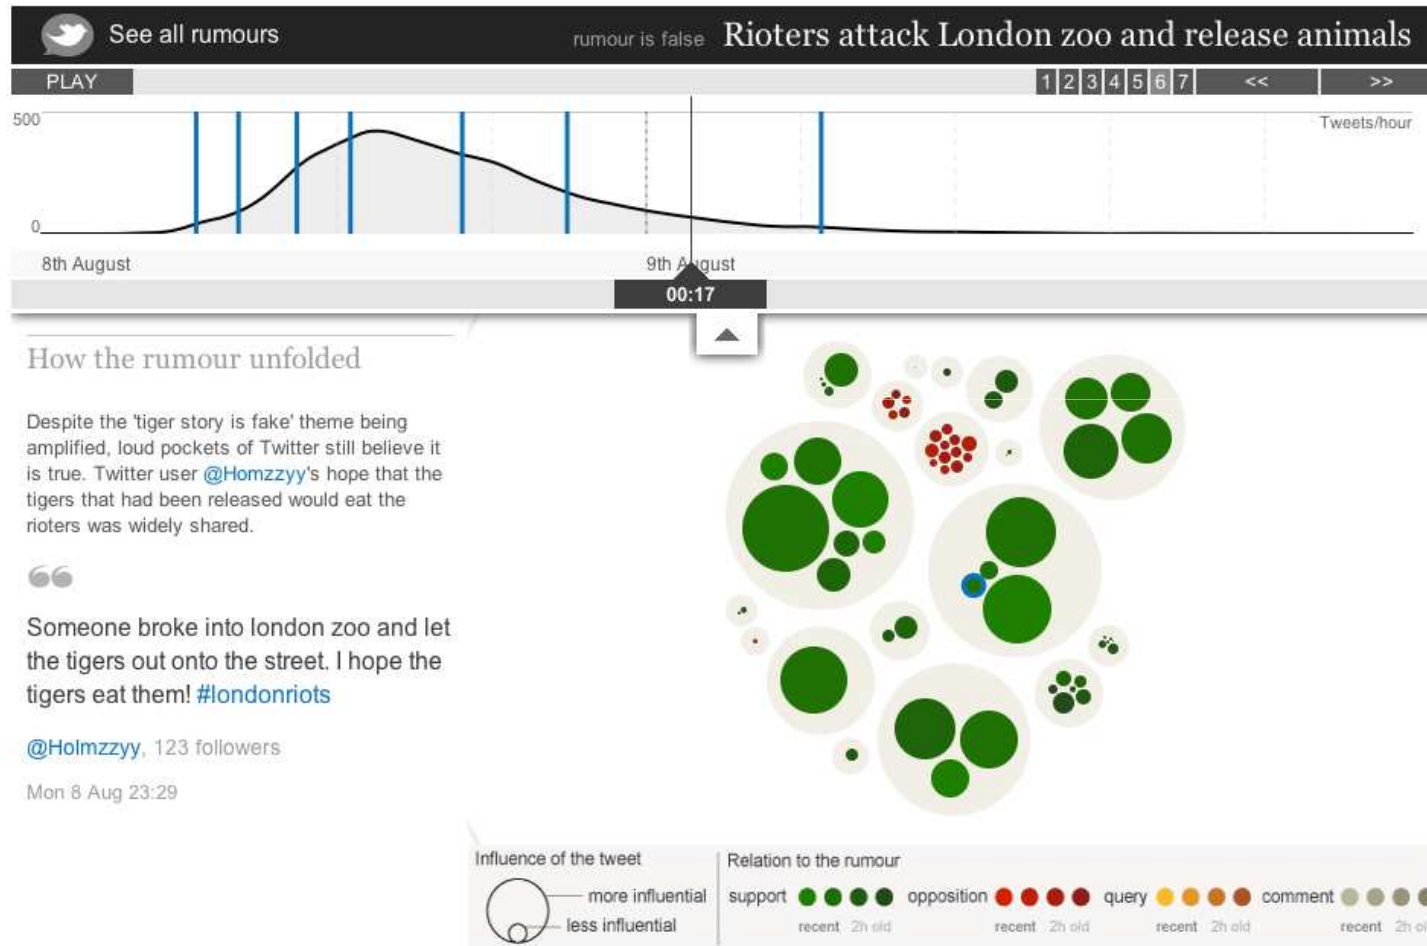 See all rumours
rumour is false Rioters attack London zoo and release animals
PLAY
1 2 3 4 5 6 7 << >>
500
Tweets/hour
0
8th August
9th August
00:17
How the rumour unfolded
Despite the 'tiger story is fake' theme being
amplified, loud pockets of Twitter still believe it
is true. Twitter user @Homzzyy's hope that the
tigers that had been released would eat the
rioters was widely shared.
Someone broke into london zoo and let
the tigers out onto the street. I hope the
tigers eat them! #londonriots
@Holmzzyy, 123 followers
Mon 8 Aug 23:29
Influence of the tweet
more influential
less influential
Relation to the rumour
support opposition query comment
recent 2h old recent 2h old recent 2h old recent 2h o